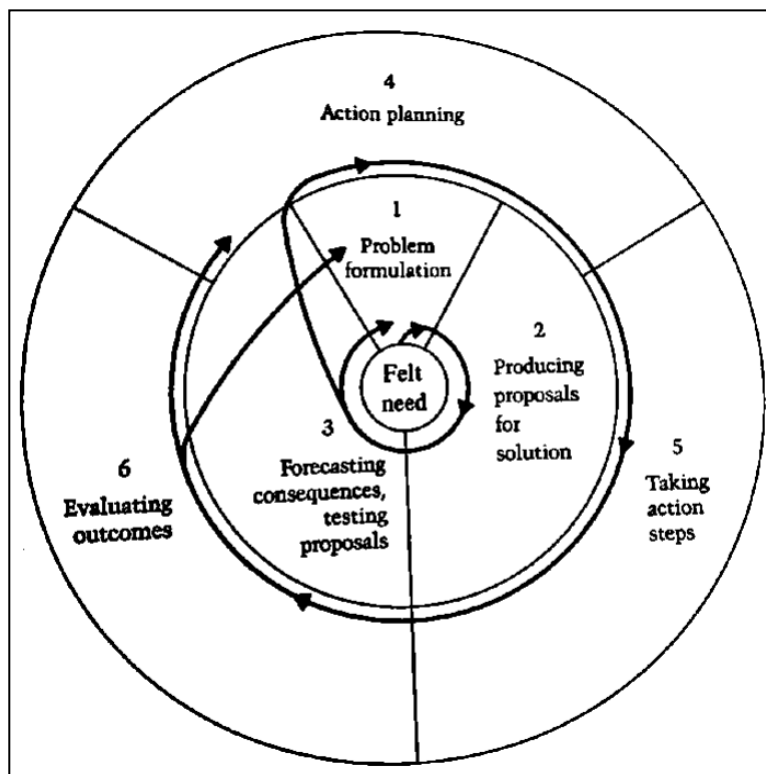 4
Action planning
1
Problem
formulation
2
Producing
proposals
for
solution
Felt
need
3
Forecasting
consequences,
testing
proposals
5
Taking
action
steps
6
Evaluating
outcomes